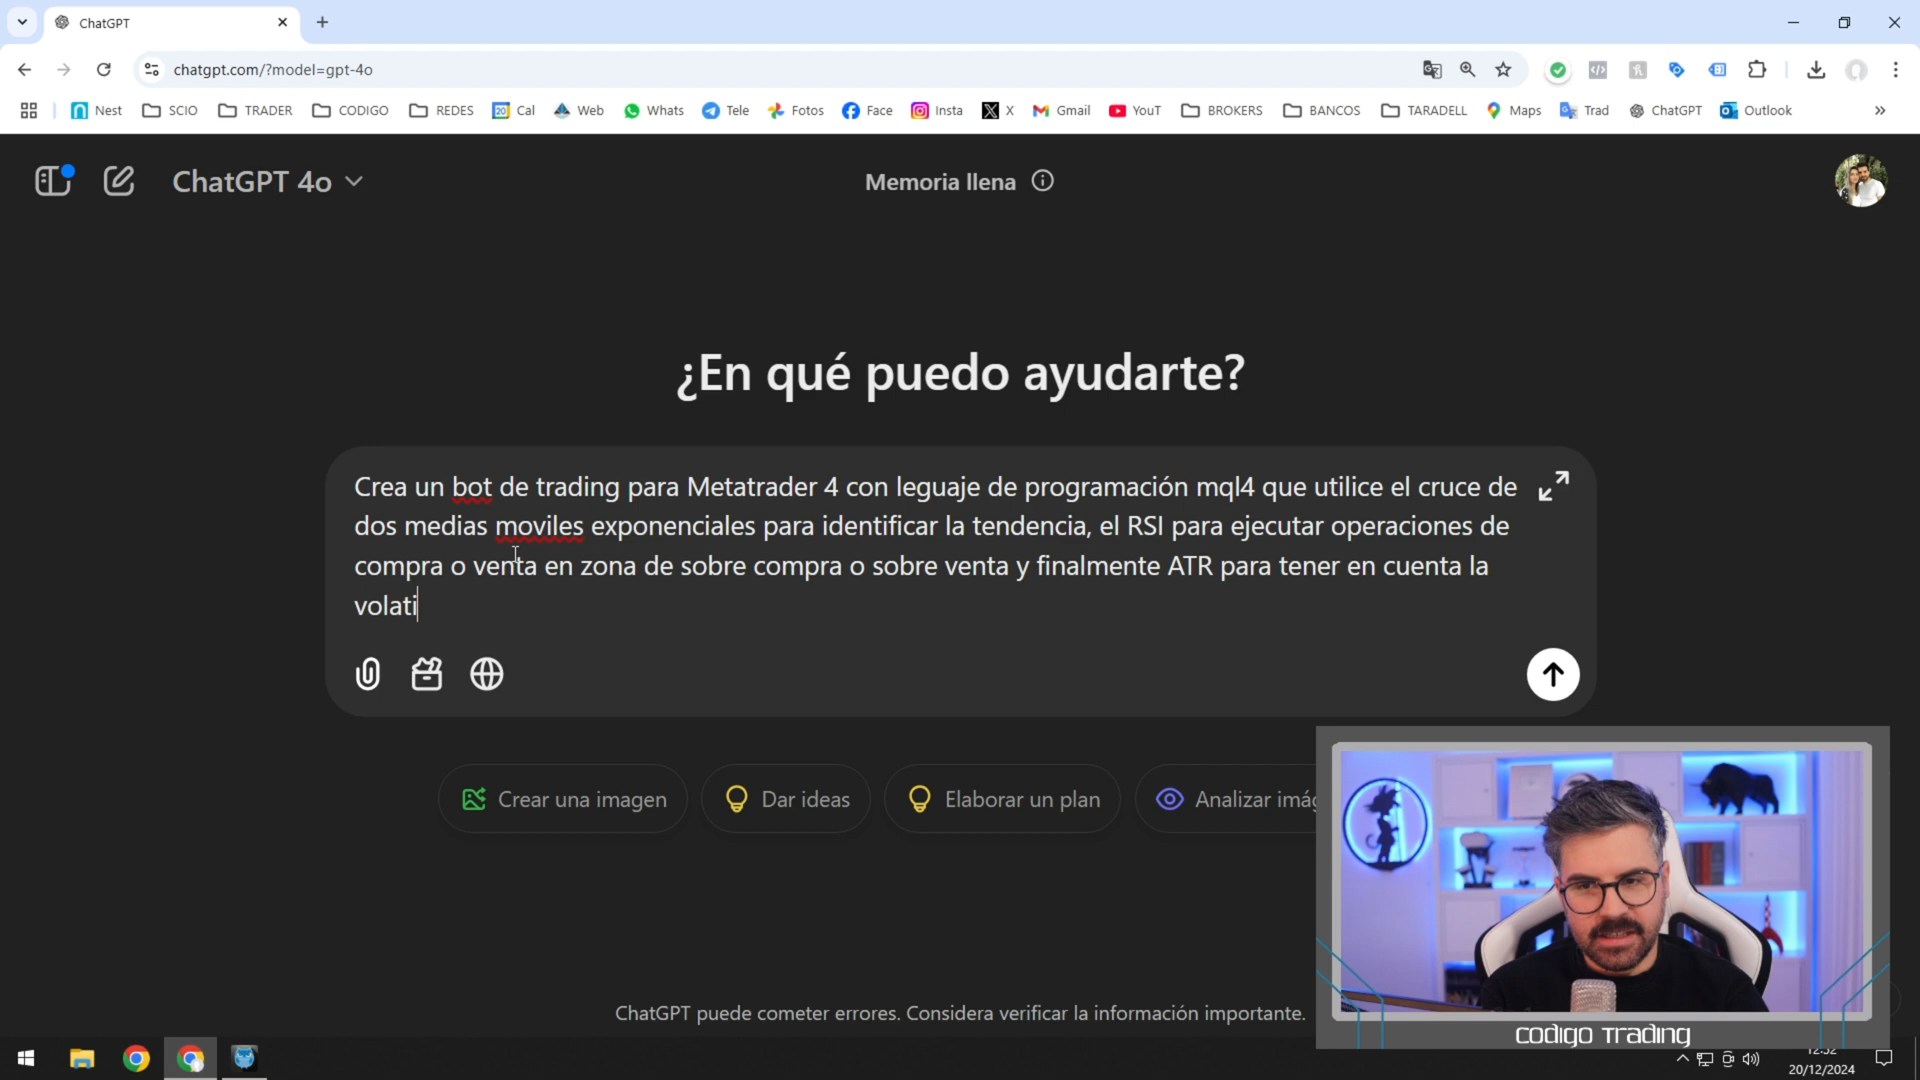 ChatGPT
chatgpt.com/?model=gpt-4o
Nest SCIO TRADER CODIGO REDES Cal Web Whats Tele Fotos Face Insta X Gmail YouT BROKERS BANCOS TARADELL Maps Trad ChatGPT Outlook
ChatGPT 4o
Memoria llena
¿En qué puedo ayudarte?
Crea un bot de trading para Metatrader 4 con leguaje de programación mql4 que utilice el cruce de
dos medias moviles exponenciales para identificar la tendencia, el RSI para ejecutar operaciones de
compra o venta en zona de sobre compra o sobre venta y finalmente ATR para tener en cuenta la
volati
Crear una imagen
Dar ideas
Elaborar un plan
Analizar imág
ChatGPT puede cometer errores. Considera verificar la información importante.
CODIGO TRADING
20/12/2024